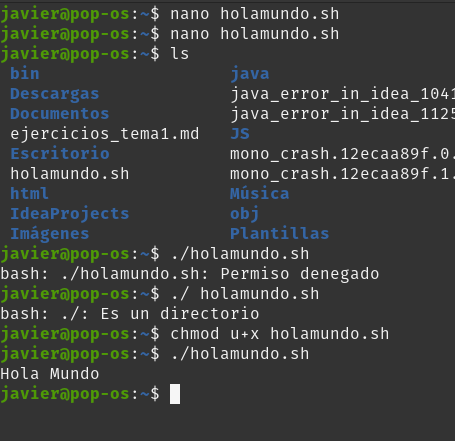 javier@pop-os:~$ nano holamundo.sh
javier@pop-os:~$ nano holamundo.sh
javier@pop-os:~$ ls
bin java
Descargas java_error_in_idea_1041
Documentos java_error_in_idea_1125
ejercicios_tema1.md JS
Escritorio mono_crash.12ecaa89f.0.
holamundo.sh mono_crash.12ecaa89f.1.
html Música
IdeaProjects obj
Imágenes Plantillas
javier@pop-os:~$ ./holamundo.sh
bash: ./holamundo.sh: Permiso denegado
javier@pop-os:~$ ./ holamundo.sh
bash: ./: Es un directorio
javier@pop-os:~$ chmod u+x holamundo.sh
javier@pop-os:~$ ./holamundo.sh
Hola Mundo
javier@pop-os:~$